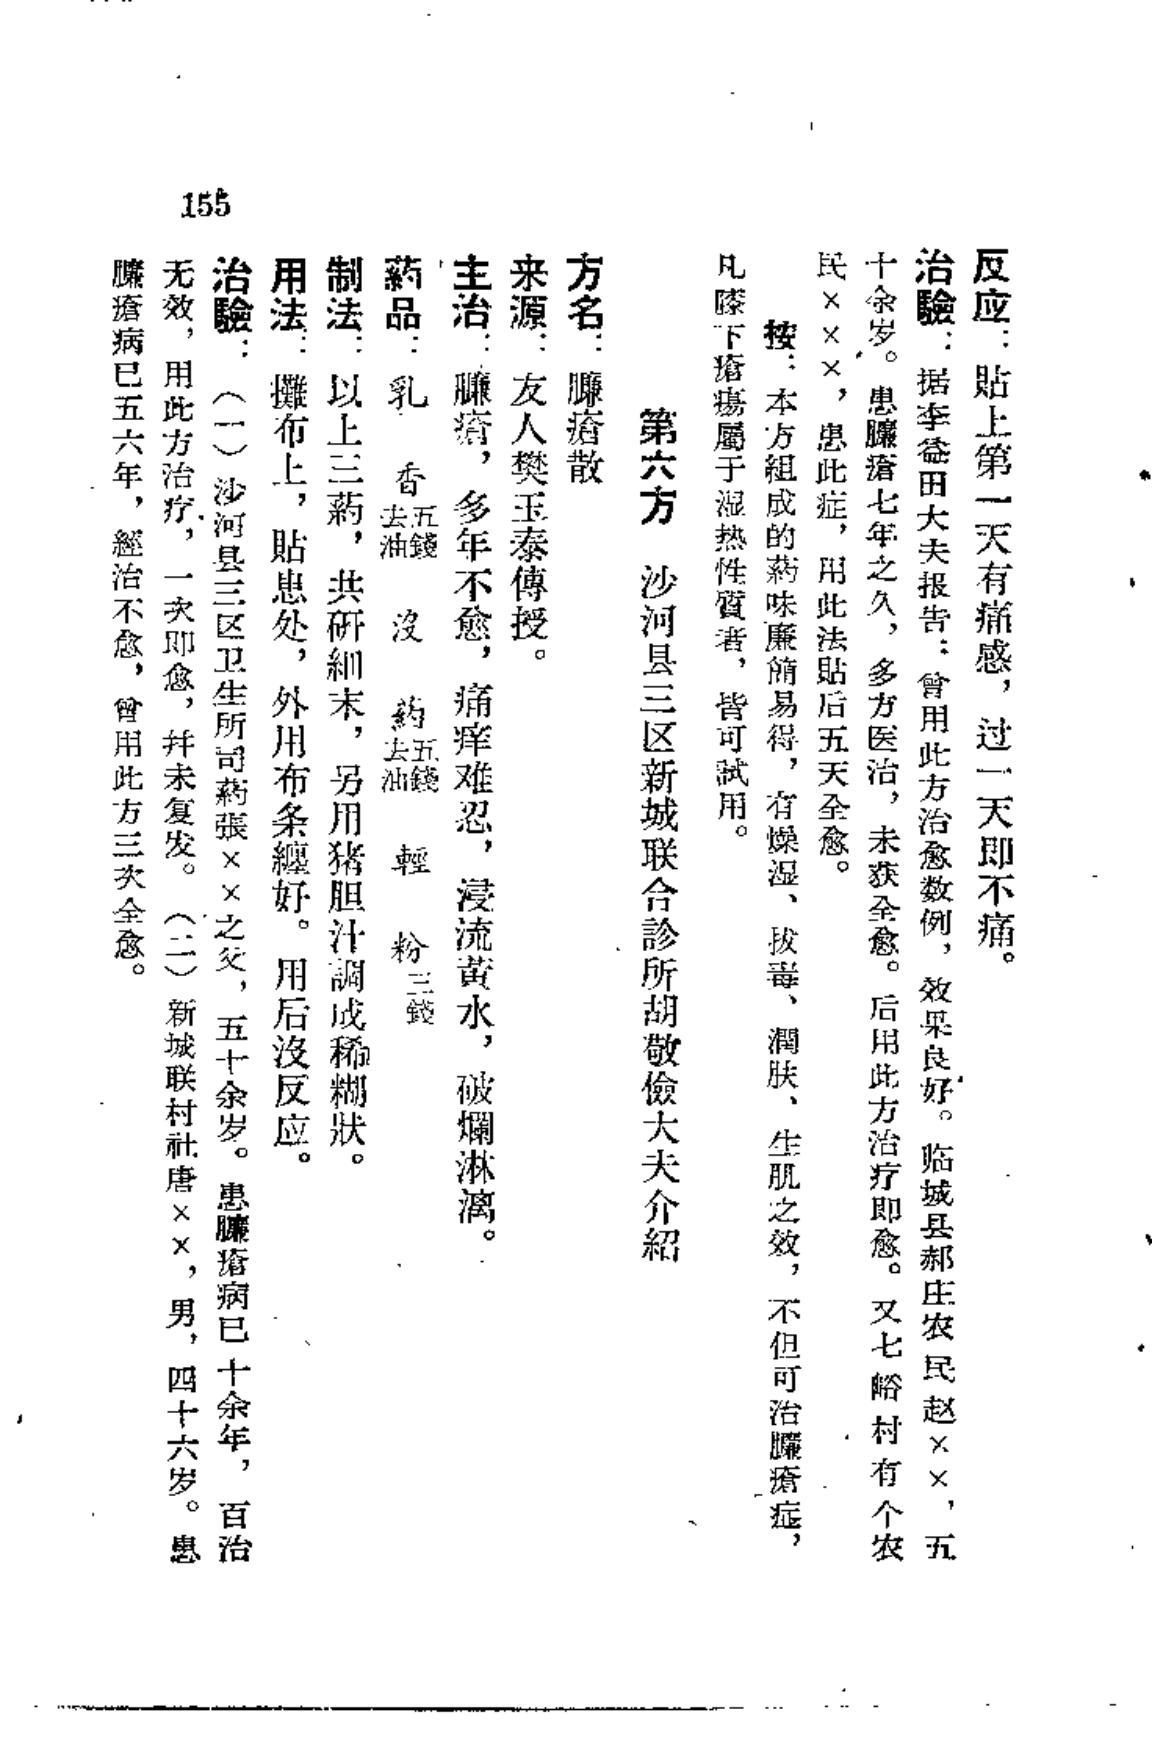 反应：貼上第一天有痛感，过一天即不痛。
治驗：据李益田大夫报告：曾用此方治愈数例，效果良好。临城县郝庄农民赵××，五
十余岁。患臁瘡七年之久，多方医治，未获全愈。后用此方治疗即愈。又七峪村有个农
民×××，患此症，用此法貼后五天全愈。
按：本方組成的葯味廉簡易得，有燥湿、拔毒、潤肤、生肌之效，不但可治臁瘡症，
凡膝下瘡瘍屬于湿热性質者，皆可試用。
第六方　沙河县三区新城联合診所胡敬儉大夫介紹
方名：臁瘡散
来源：友人樊玉泰傳授。
主治：臁瘡，多年不愈，痛痒难忍，浸流黄水，破爛淋漓。
葯品：乳香五錢去油　沒葯五錢去油　輕粉三錢
制法：以上三葯，共研細末，另用猪胆汁調成稀糊狀。
用法：攤布上，貼患处，外用布条纏好。用后沒反应。
治驗：（一）沙河县三区卫生所司葯張××之父，五十余岁。患臁瘡病已十余年，百治
无效，用此方治疗，一次即愈，幷未复发。（二）新城联村社唐××，男，四十六岁。患
臁瘡病已五六年，經治不愈，曾用此方三次全愈。
155